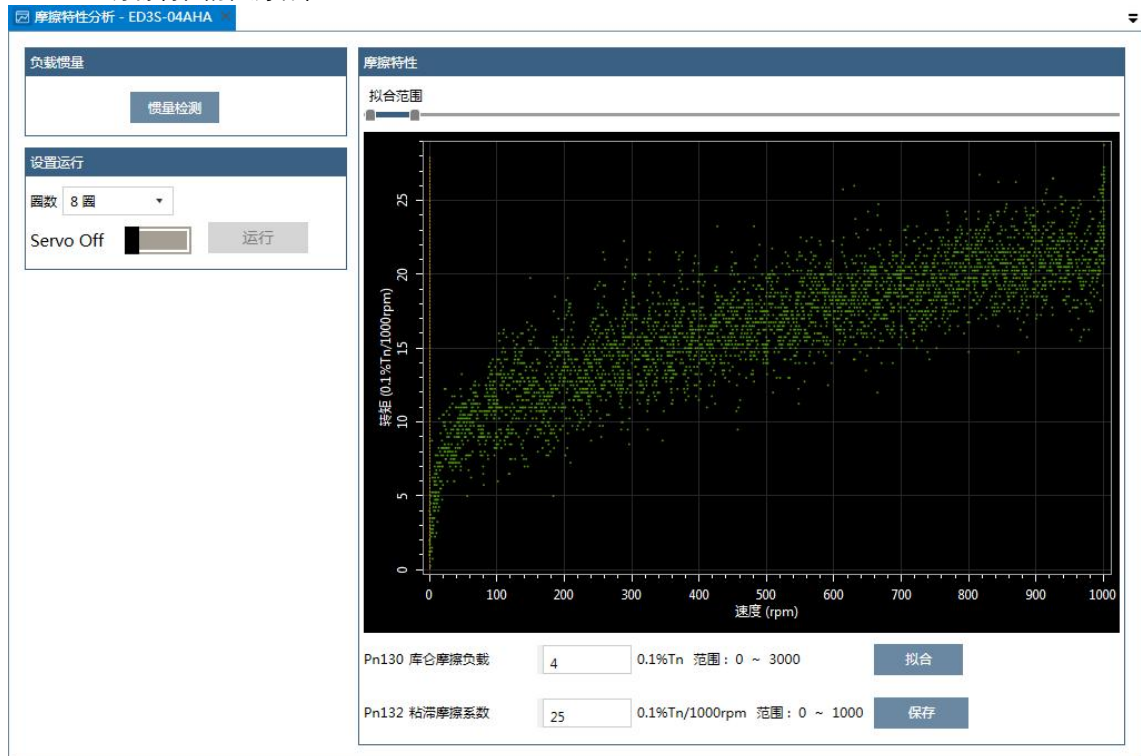 摩擦特性分析 - ED3S-04AHA
负载惯量
惯量检测
设置运行
圈数 8 圈
Servo Off 运行
摩擦特性
拟合范围
转矩 (0.1%Tn/1000rpm)
25
20
15
10
5
0
0 100 200 300 400 500 600 700 800 900 1000
速度 (rpm)
Pn130 库仑摩擦负载 4 0.1%Tn 范围: 0 ~ 3000 拟合
Pn132 粘滞摩擦系数 25 0.1%Tn/1000rpm 范围: 0 ~ 1000 保存